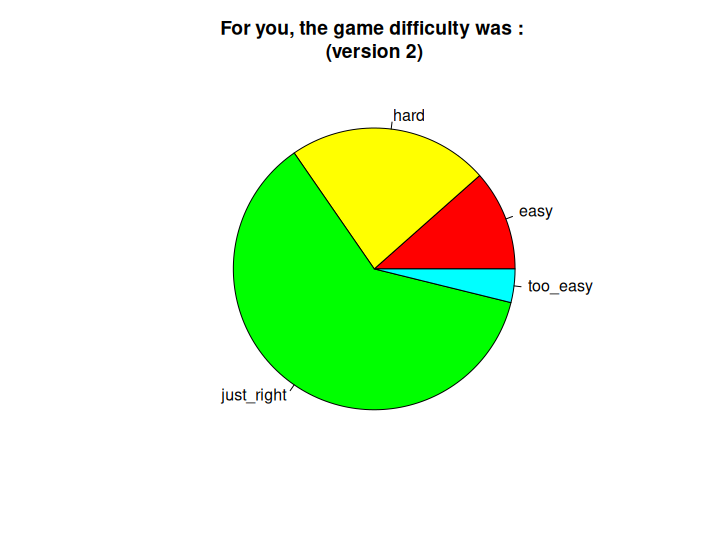 For you, the game difficulty was :
(version 2)
hard
easy
too_easy
just_right